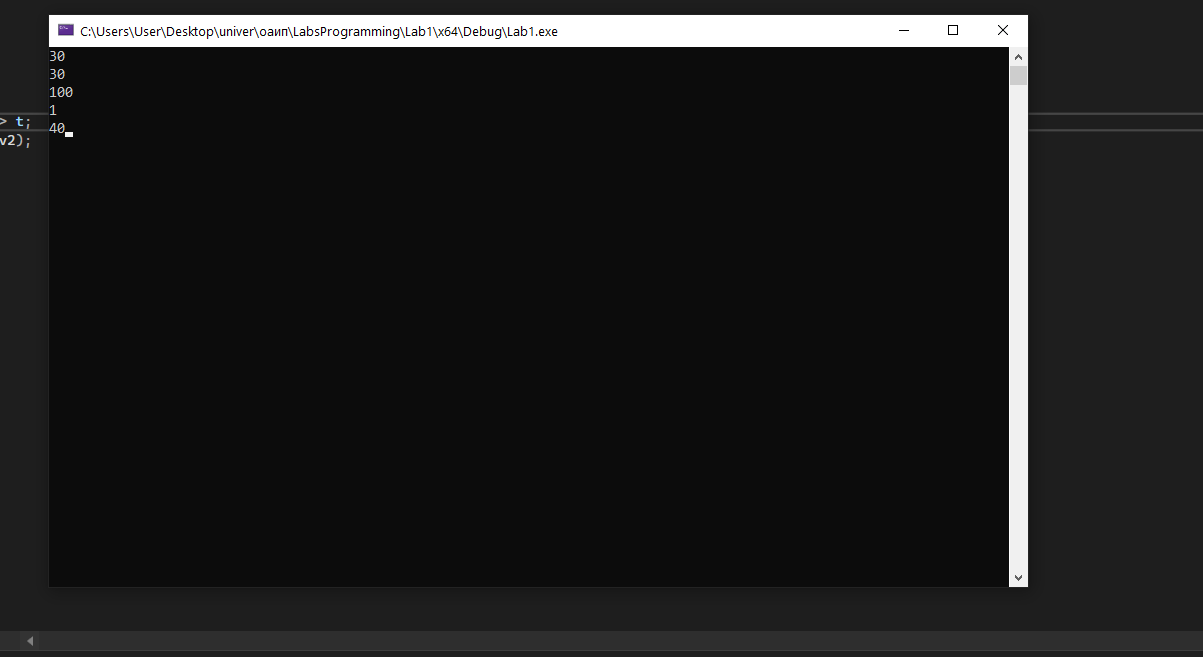 C:\Users\User\Desktop\univer\оаип\LabsProgramming\Lab1\x64\Debug\Lab1.exe
30
30
100
1
40
> t;
v2);